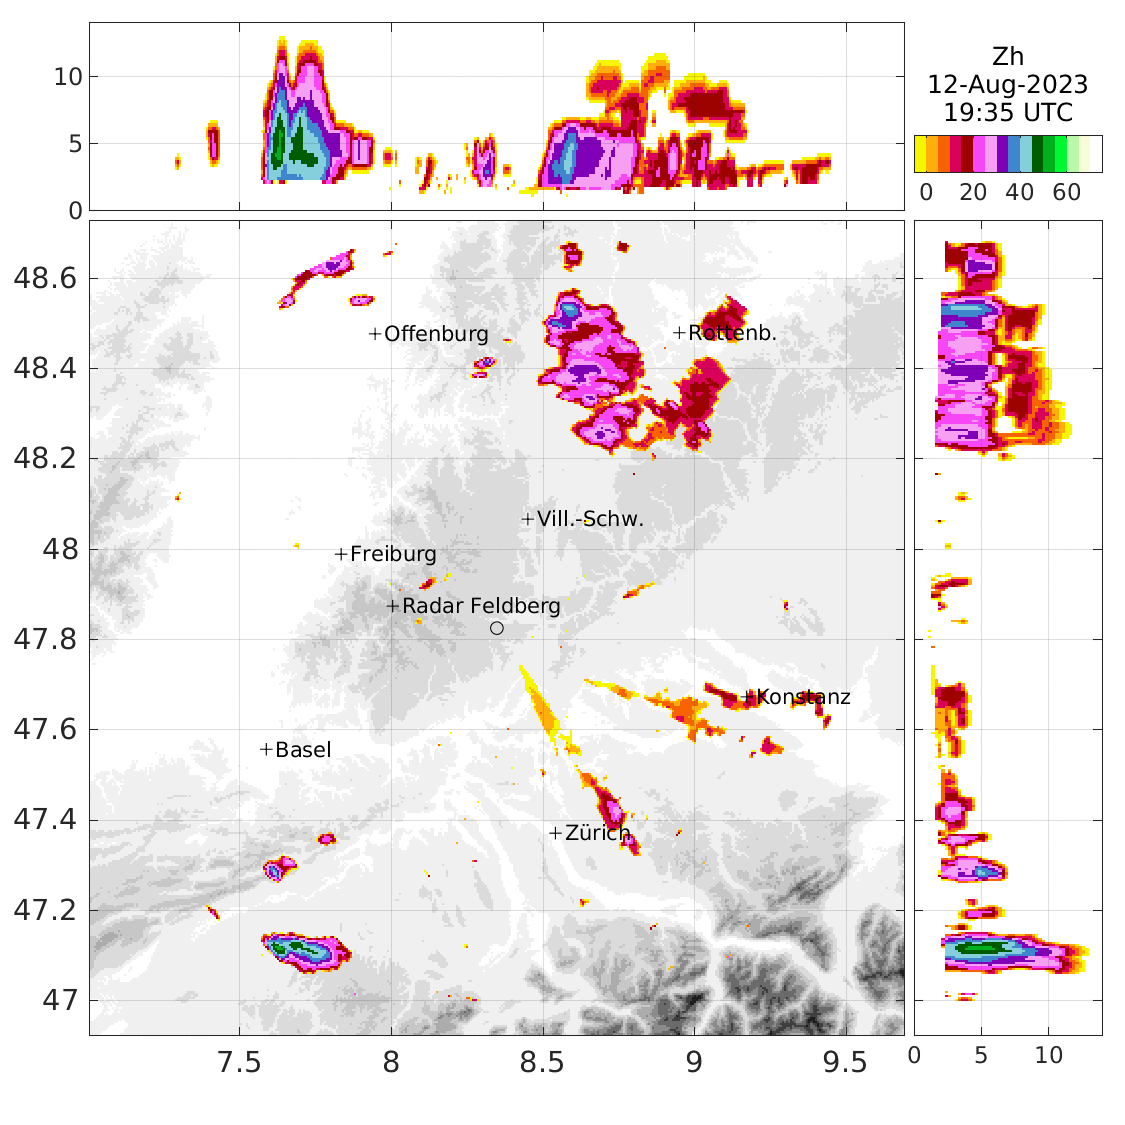 10
5
0
Zh
12-Aug-2023
19:35 UTC
0 20 40 60
48.6
48.4
48.2
48
47.8
47.6
47.4
47.2
47
+Offenburg
+Rottenb.
+Vill.-Schw.
+Freiburg
+Radar Feldberg
+Konstanz
+Basel
+Zürich
7.5 8 8.5 9 9.5
0 5 10